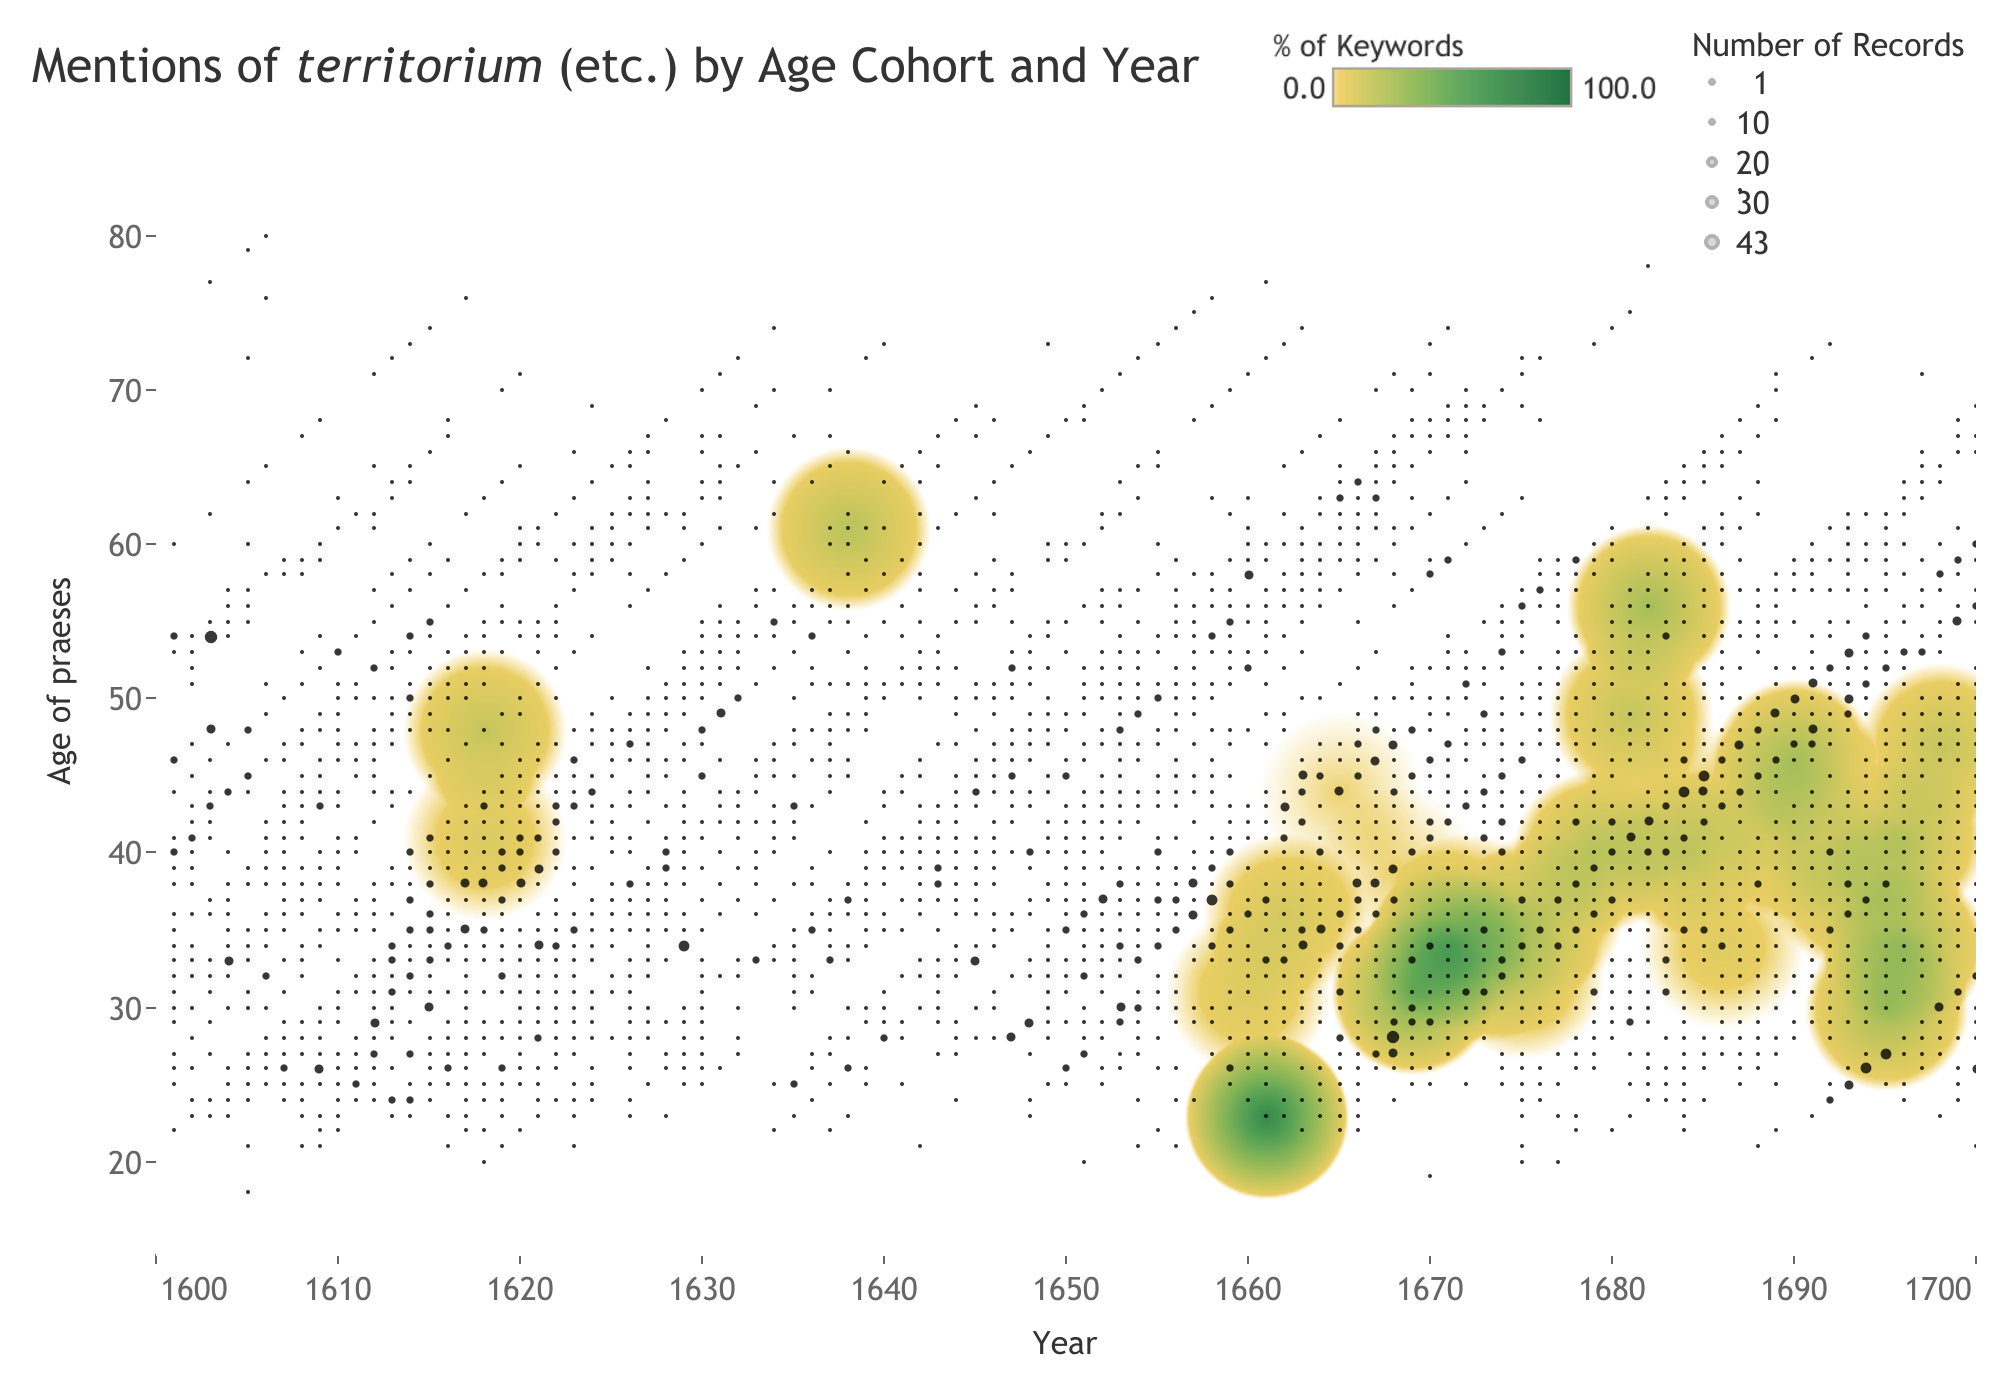 Mentions of territorium (etc.) by Age Cohort and Year
% of Keywords
0.0 100.0
Number of Records
1
10
20
30
43
80
70
60
50
40
30
20
Age of praeses
1600 1610 1620 1630 1640 1650 1660 1670 1680 1690 1700
Year